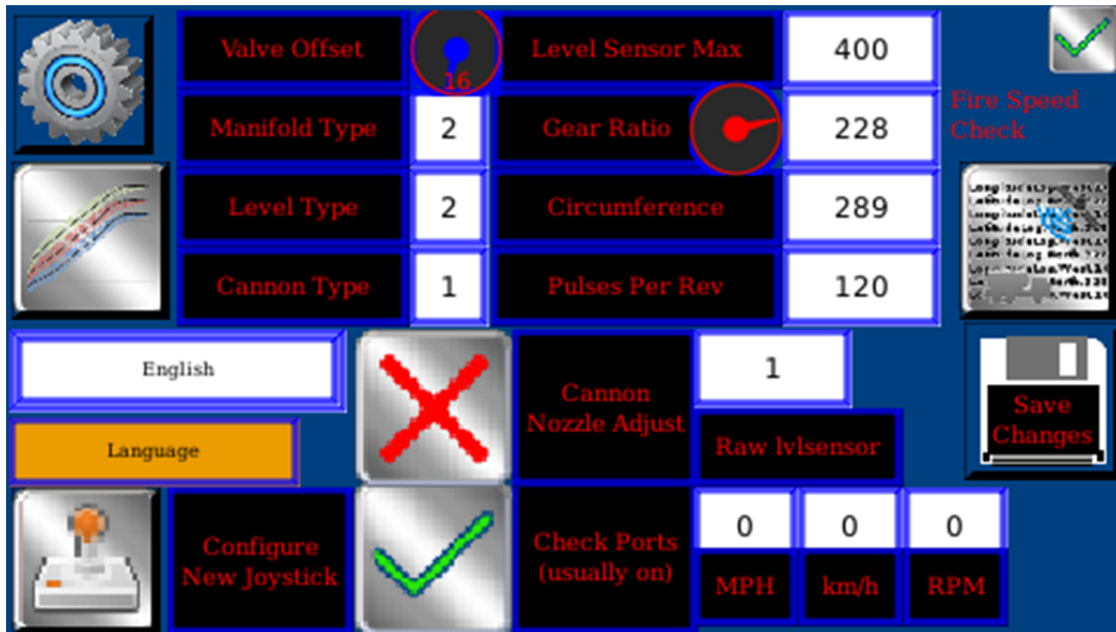 Valve Offset
16
Level Sensor Max
400
Manifold Type
2
Gear Ratio
228
Fire Speed
Check
Level Type
2
Circumference
289
Cannon Type
1
Pulses Per Rev
120
English
Language
Cannon
Nozzle Adjust
1
Raw lvlsensor
Save
Changes
Configure
New Joystick
Check Ports
(usually on)
0
0
0
MPH
km/h
RPM